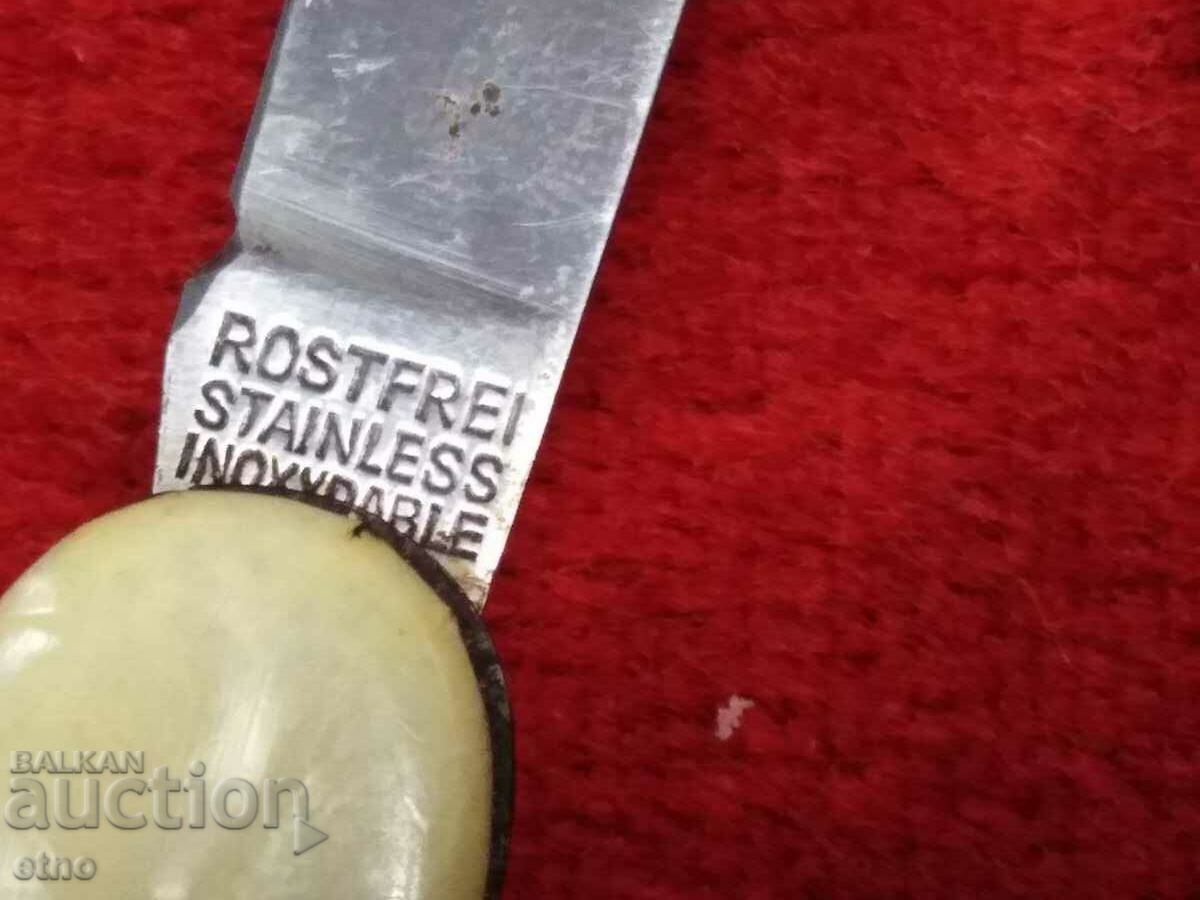 ROSTFREI
STAINLESS
INOXYDABLE
BALKAN
auction
etno